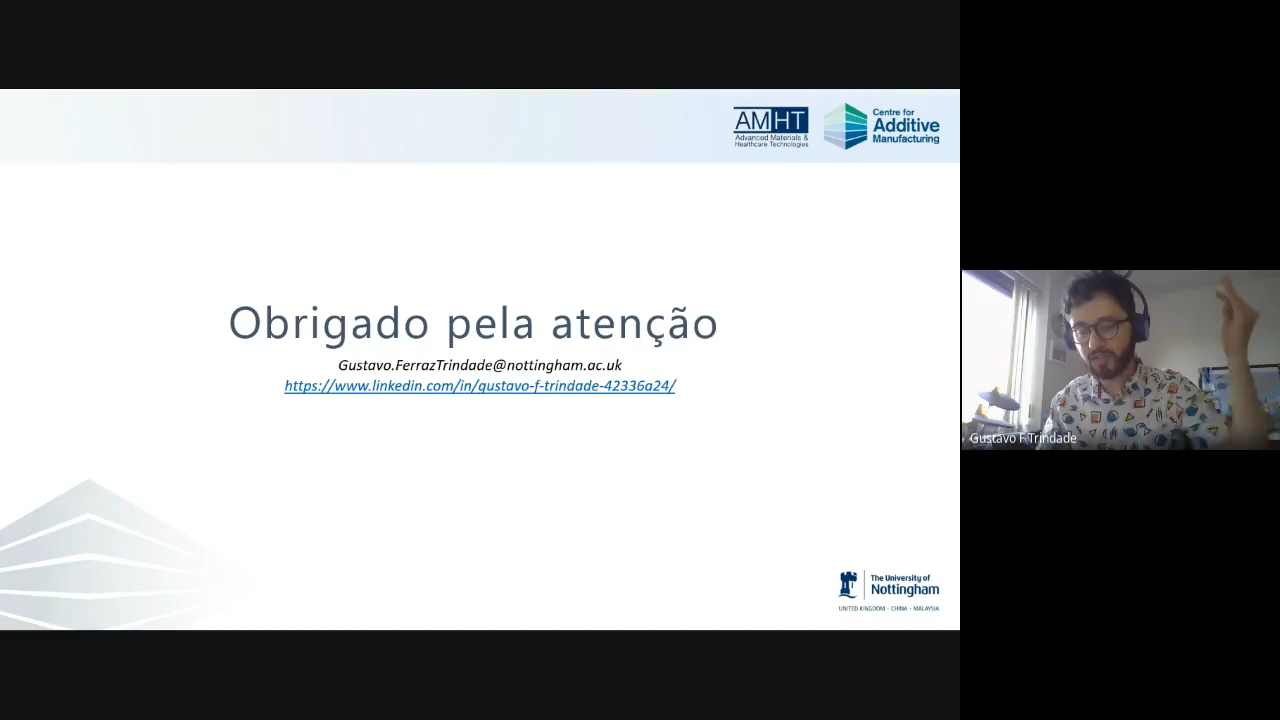 AMHT
Advanced Materials &
Healthcare Technologies
Centre for
Additive
Manufacturing
Obrigado pela atenção
Gustavo.FerrazTrindade@nottingham.ac.uk
https://www.linkedin.com/in/gustavo-f-trindade-42336a24/
Gustavo F Trindade
The University of
Nottingham
UNITED KINGDOM · CHINA · MALAYSIA